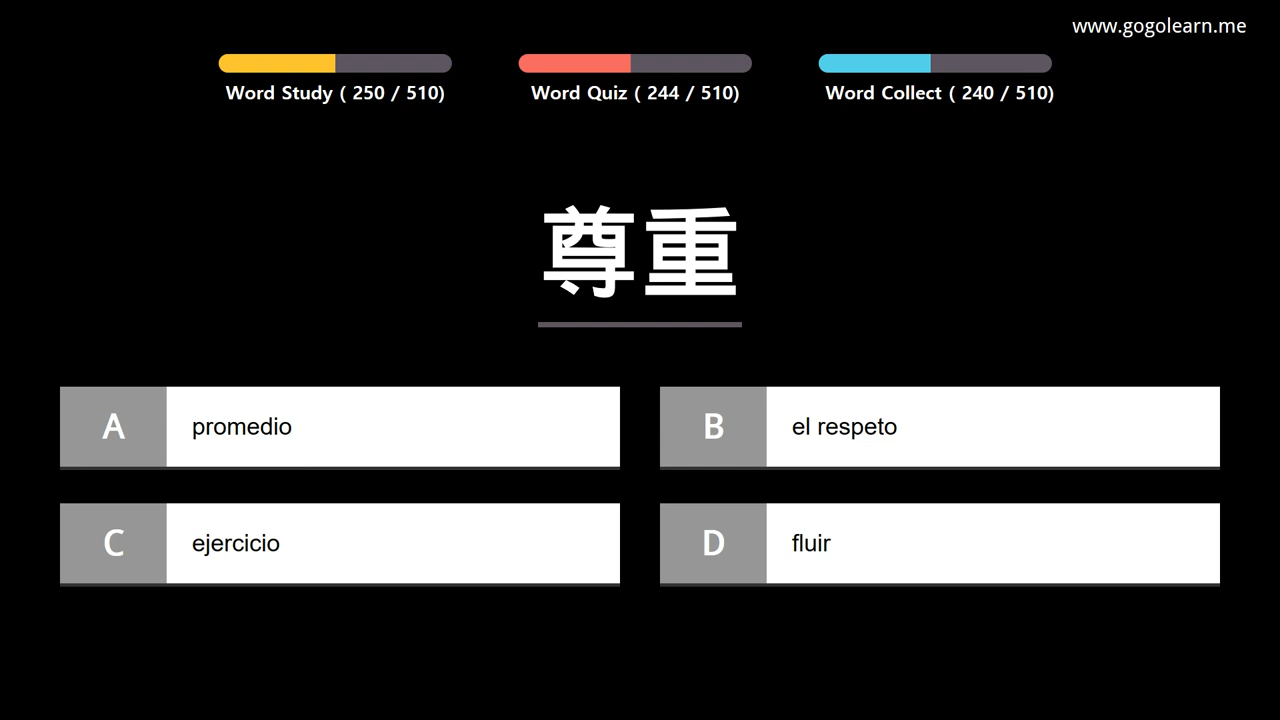 www.gogolearn.me
Word Study ( 250 / 510)
Word Quiz ( 244 / 510)
Word Collect ( 240 / 510)
尊重
A promedio
B el respeto
C ejercicio
D fluir